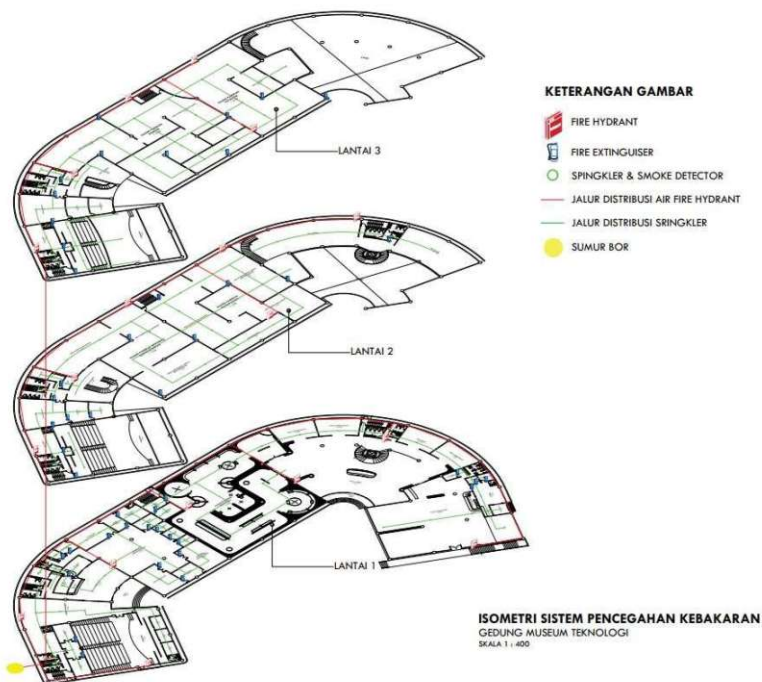 KETERANGAN GAMBAR
FIRE HYDRANT
FIRE EXTINGUISER
SPINGKLER & SMOKE DETECTOR
JALUR DISTRIBUSI AIR FIRE HYDRANT
JALUR DISTRIBUSI SRINGKLER
SUMUR BOR
LANTAI 3
LANTAI 2
LANTAI 1
ISOMETRI SISTEM PENCEGAHAN KEBAKARAN
GEDUNG MUSEUM TEKNOLOGI
SKALA 1 : 400